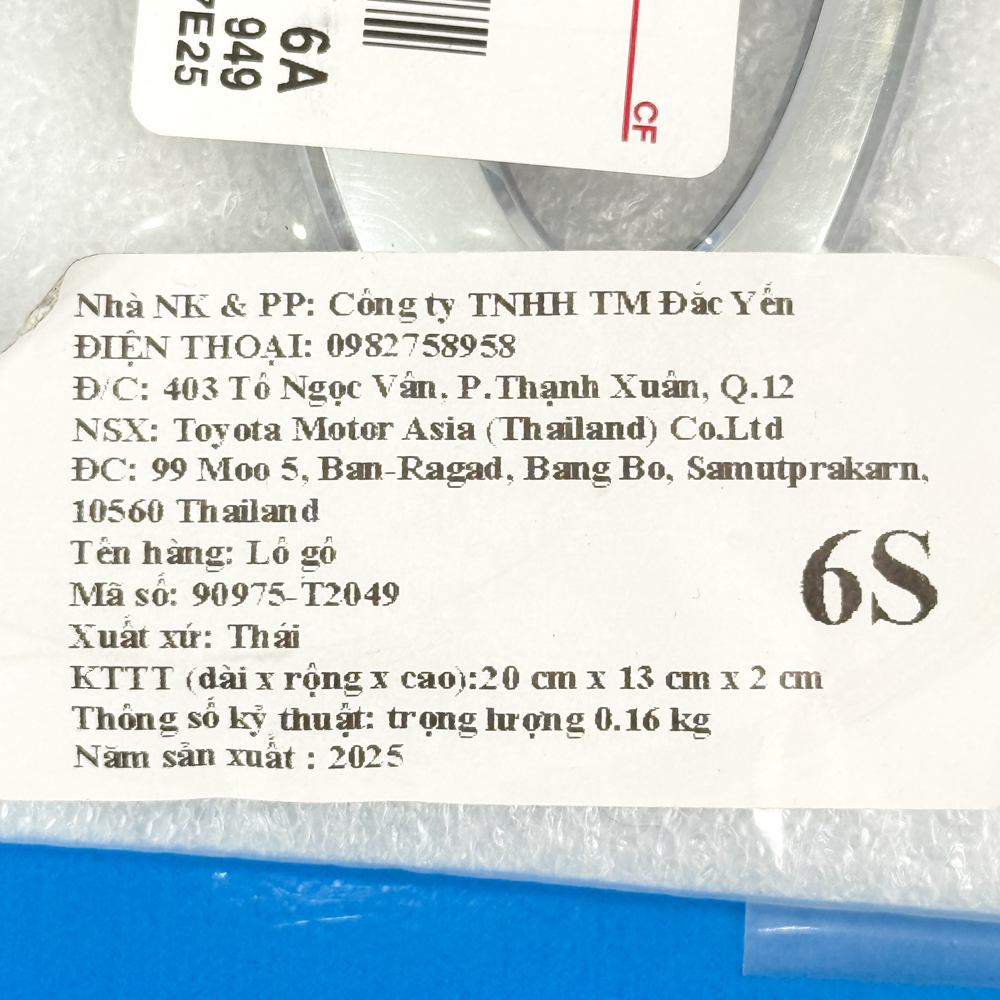 6A
949
7E25
CF
Nhà NK & PP: Công ty TNHH TM Đắc Yến
ĐIỆN THOẠI: 0982758958
Đ/C: 403 Tô Ngọc Vân, P.Thạnh Xuân, Q.12
NSX: Toyota Motor Asia (Thailand) Co.Ltd
ĐC: 99 Moo 5, Ban-Ragad, Bang Bo, Samutprakarn,
10560 Thailand
Tên hàng: Lô gô
Mã số: 90975-T2049
Xuất xứ: Thái
KTTT (dài x rộng x cao):20 cm x 13 cm x 2 cm
Thông số kỷ thuật: trọng lượng 0.16 kg
Năm sản xuất : 2025
6S